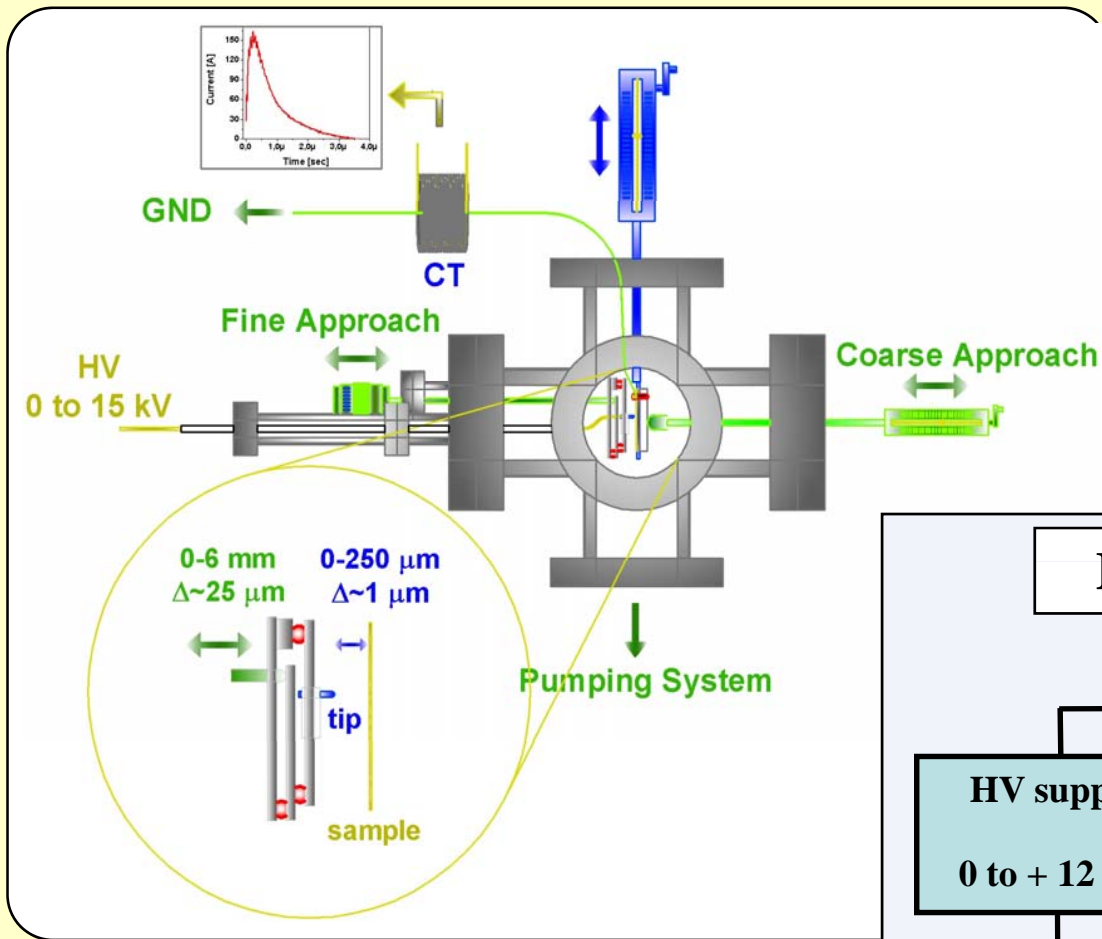 Current [A]
150
120
90
60
30
0
0,0
1,0µ
2,0µ
3,0µ
4,0µ
Time [sec]
GND
CT
Fine Approach
HV
0 to 15 kV
Coarse Approach
0-6 mm
Δ~25 μm
0-250 μm
Δ~1 μm
tip
sample
Pumping System
HV supp
0 to + 12